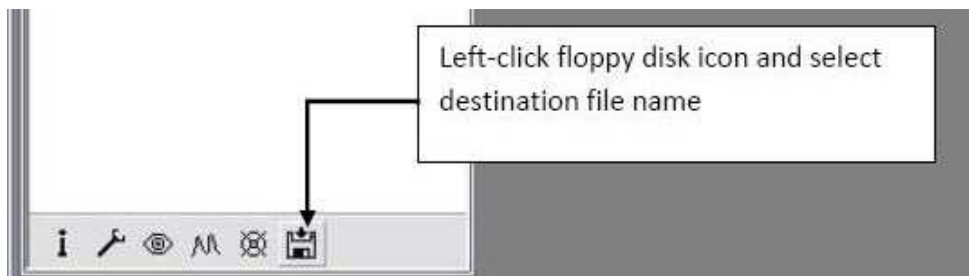 Left-click floppy disk icon and select
destination file name